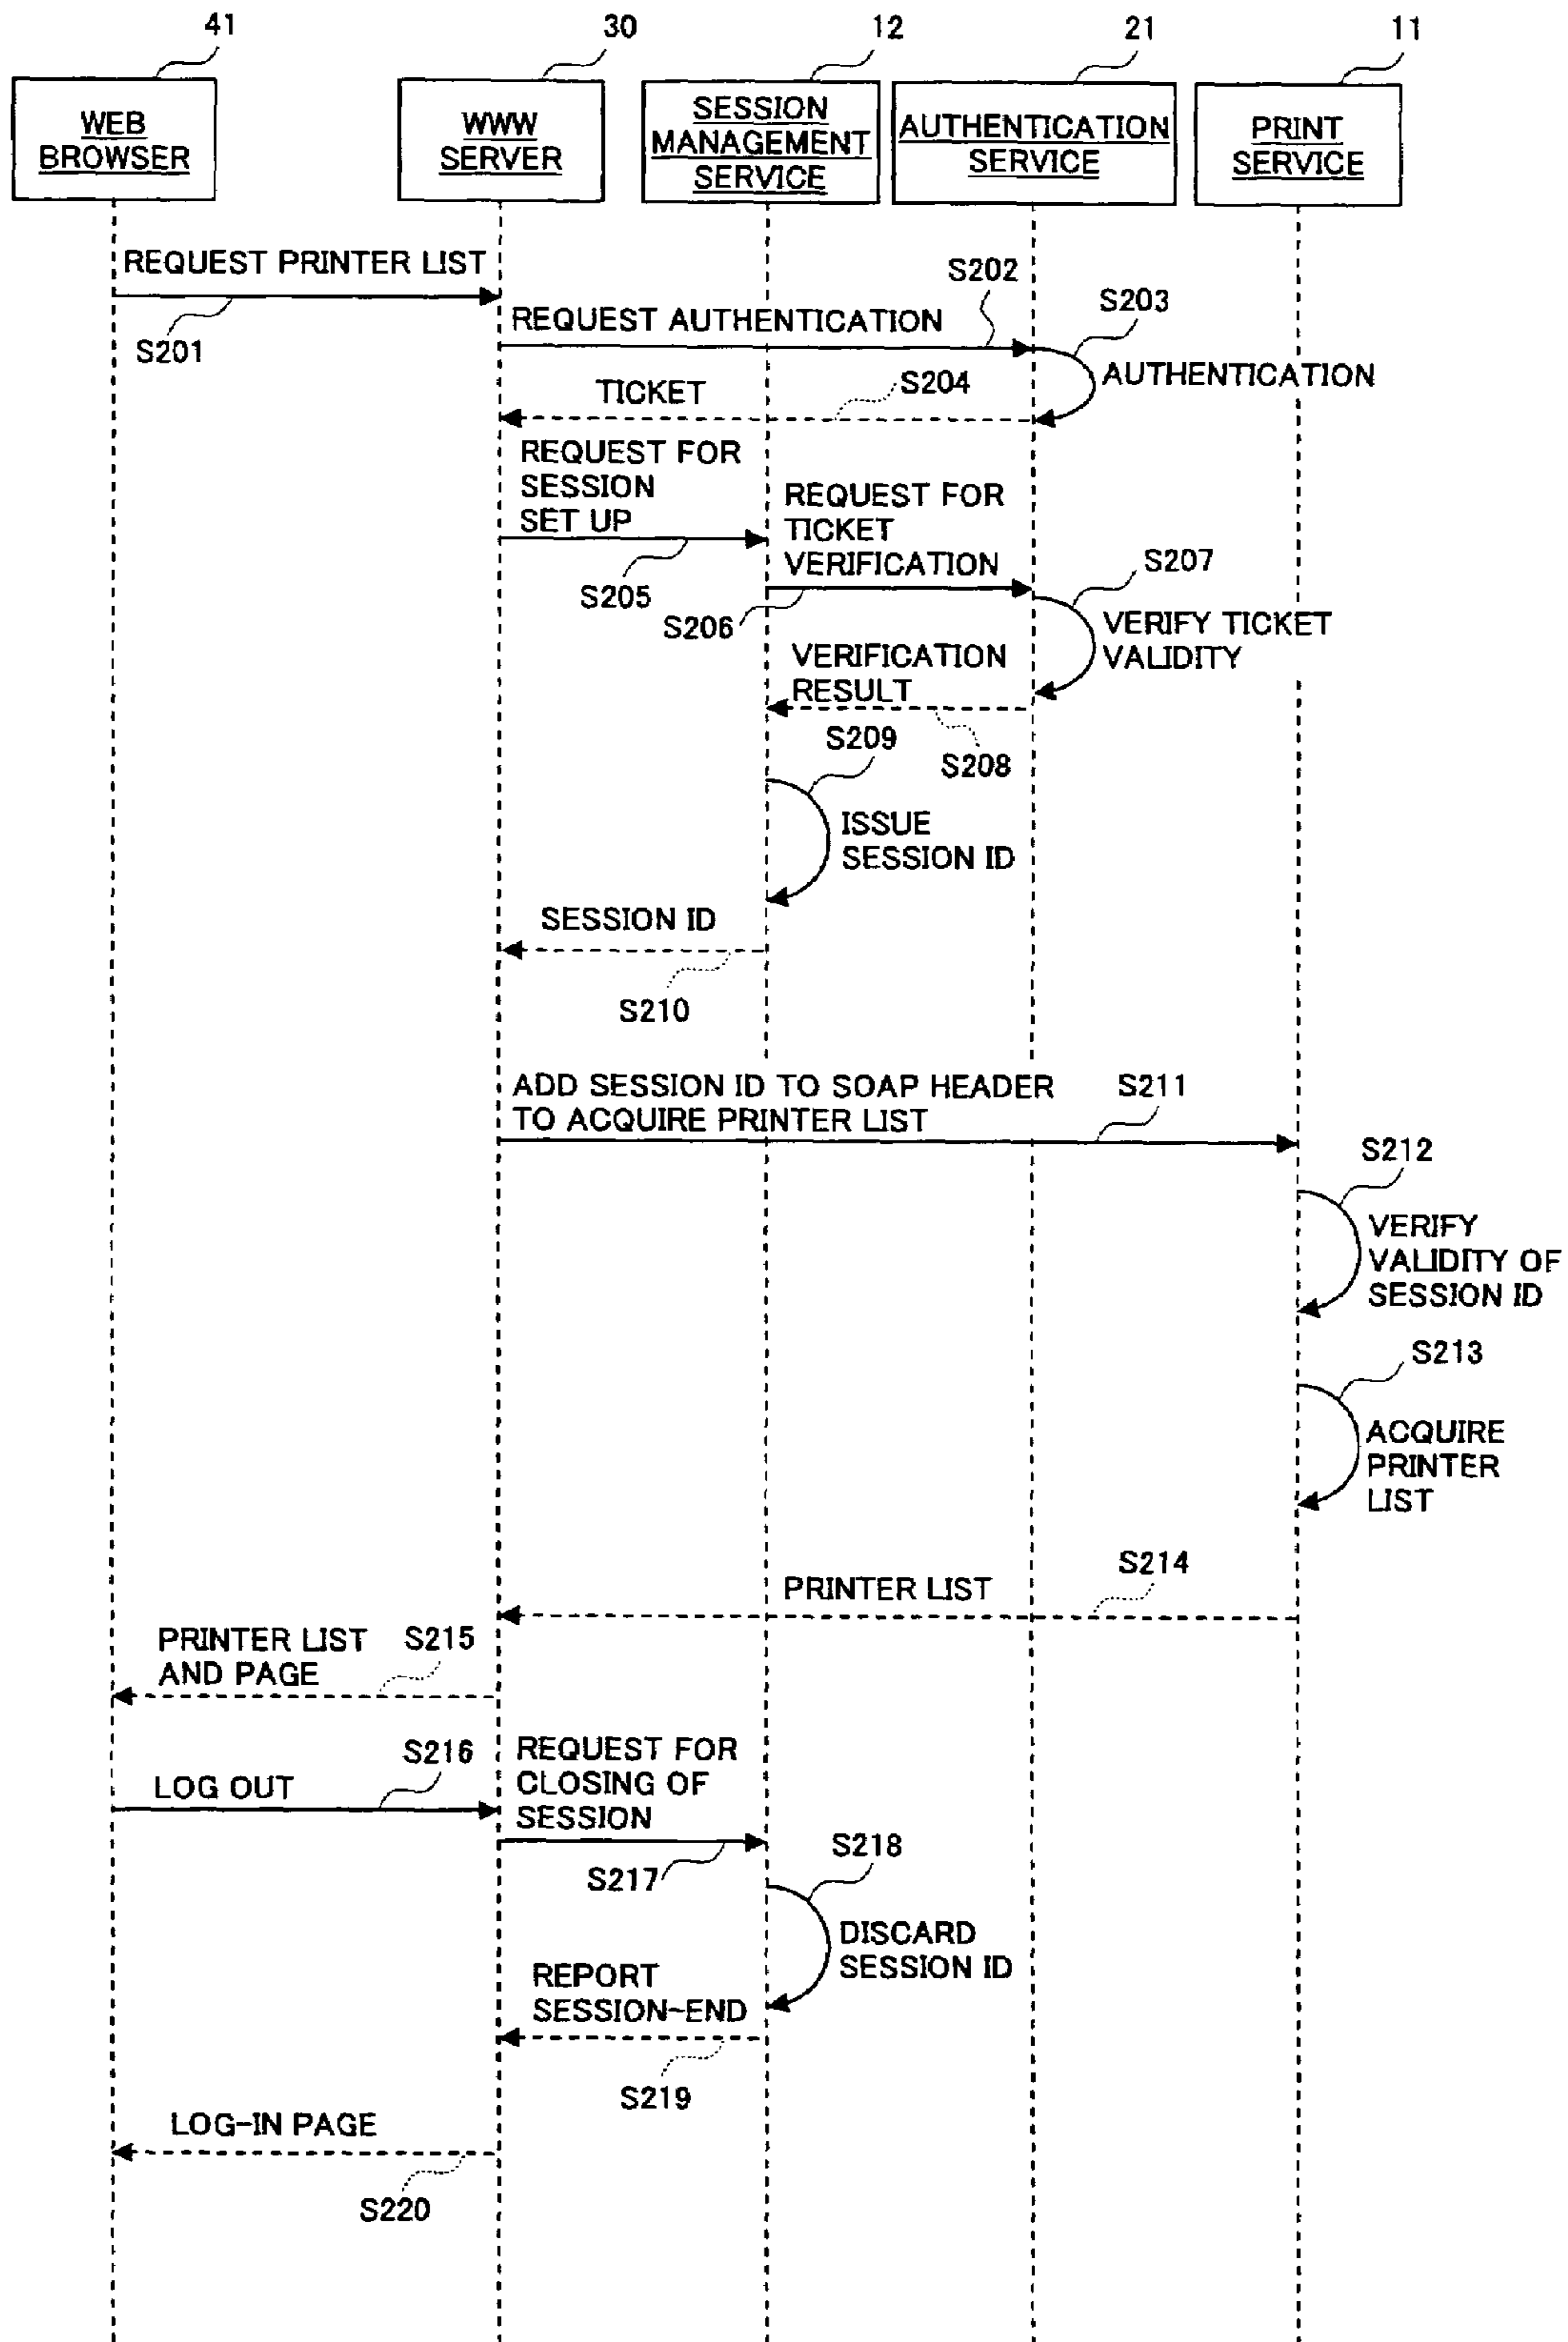 41
30
12
21
11
WEB
BROWSER
WWW
SERVER
SESSION
MANAGEMENT
SERVICE
AUTHENTICATION
SERVICE
PRINT
SERVICE
REQUEST PRINTER LIST
S201
S202
REQUEST AUTHENTICATION
S203
AUTHENTICATION
TICKET
S204
REQUEST FOR
SESSION
SET UP
S205
REQUEST FOR
TICKET
VERIFICATION
S206
S207
VERIFY TICKET
VALIDITY
VERIFICATION
RESULT
S208
S209
ISSUE
SESSION ID
SESSION ID
S210
ADD SESSION ID TO SOAP HEADER
TO ACQUIRE PRINTER LIST
S211
S212
VERIFY
VALIDITY OF
SESSION ID
S213
ACQUIRE
PRINTER
LIST
PRINTER LIST
S214
PRINTER LIST
AND PAGE
S215
LOG OUT
S216
REQUEST FOR
CLOSING OF
SESSION
S217
S218
DISCARD
SESSION ID
REPORT
SESSION-END
S219
LOG-IN PAGE
S220